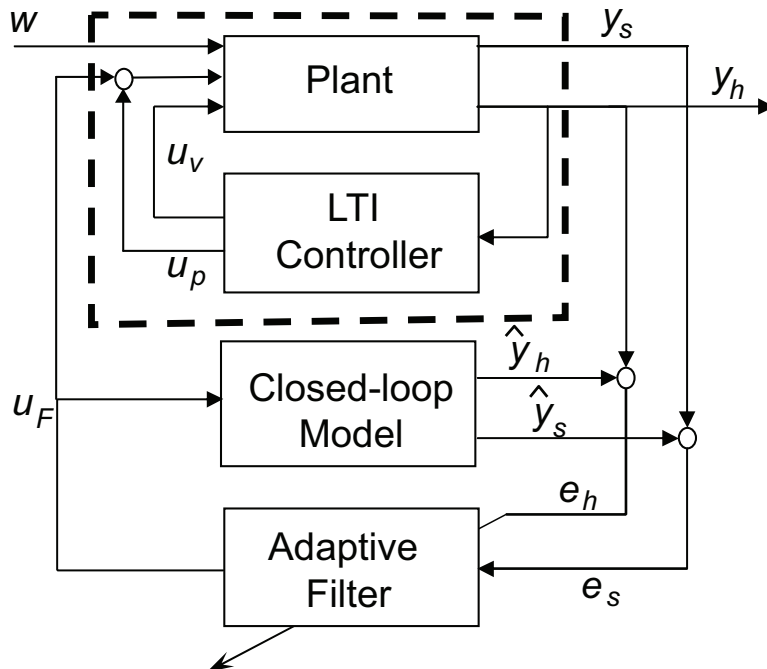 w
y_s
Plant
y_h
u_v
LTI
Controller
u_p
ŷ_h
Closed-loop
Model
u_F
ŷ_s
e_h
Adaptive
Filter
e_s